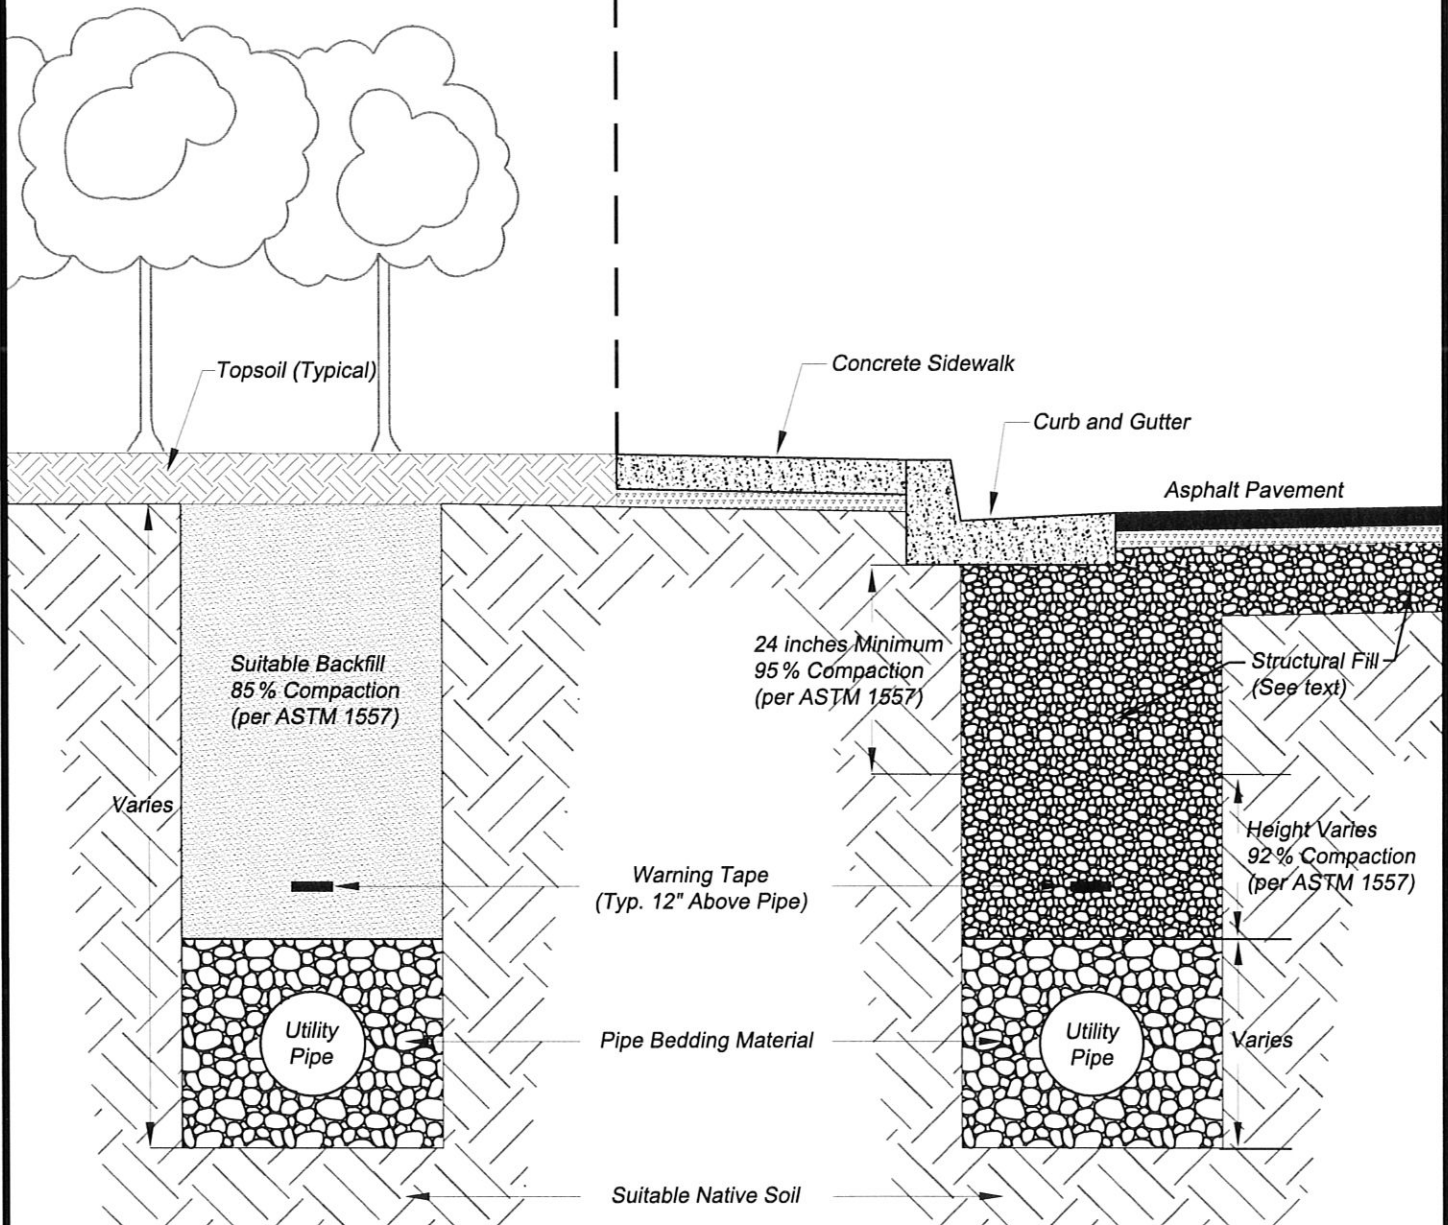 Topsoil (Typical)
Concrete Sidewalk
Curb and Gutter
Asphalt Pavement
Suitable Backfill
85% Compaction
(per ASTM 1557)
24 inches Minimum
95% Compaction
(per ASTM 1557)
Structural Fill
(See text)
Varies
Height Varies
92% Compaction
(per ASTM 1557)
Warning Tape
(Typ. 12" Above Pipe)
Utility
Pipe
Pipe Bedding Material
Utility
Pipe
Varies
Suitable Native Soil